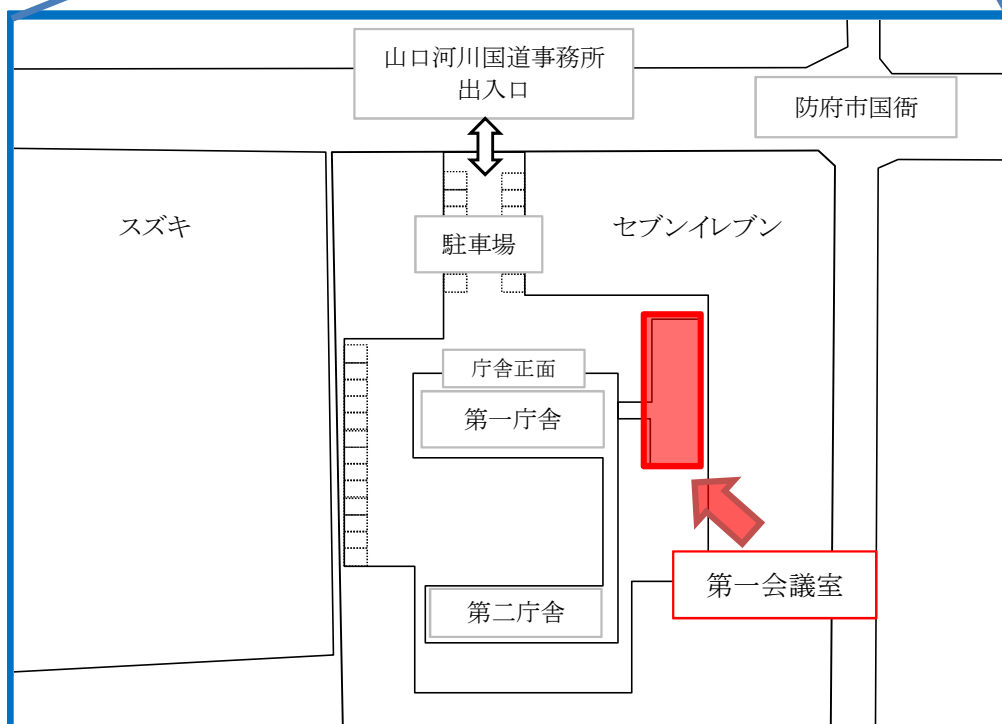 山口河川国道事務所
出入口
防府市国衙
スズキ
セブンイレブン
駐車場
庁舎正面
第一庁舎
第一会議室
第二庁舎